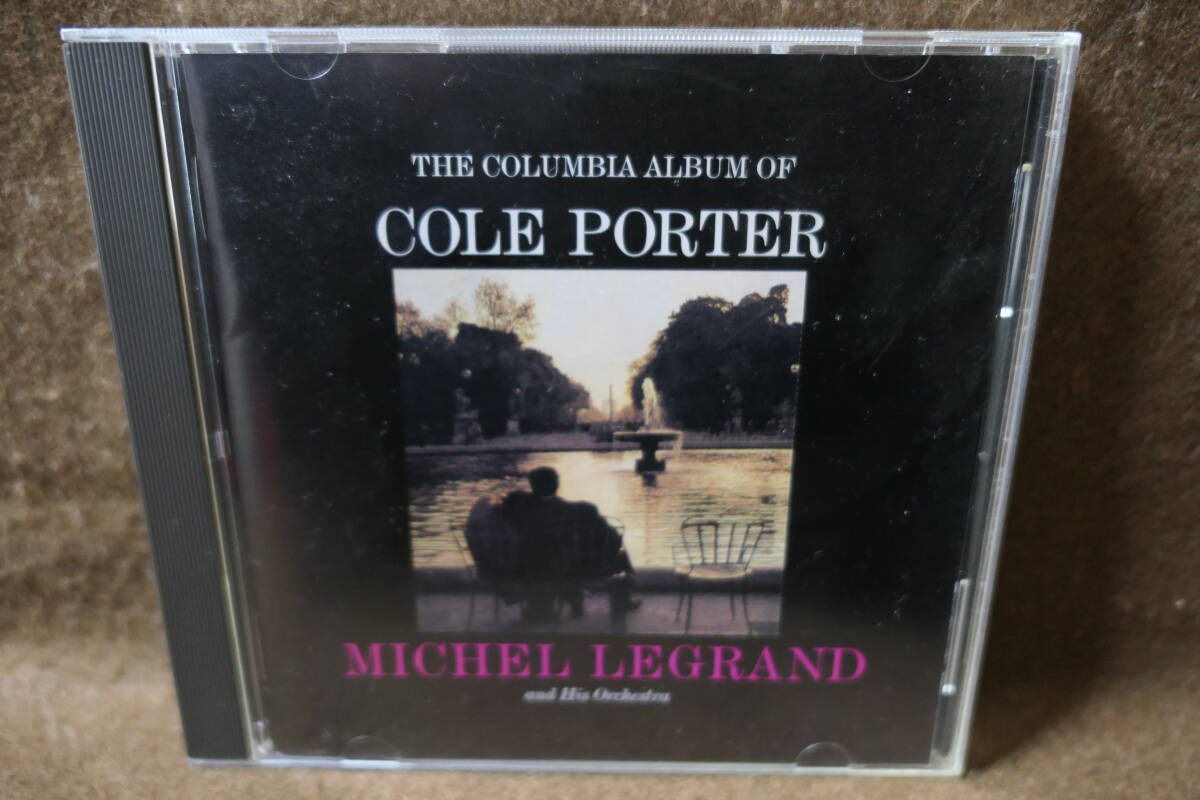 THE COLUMBIA ALBUM OF
COLE PORTER
MICHEL LEGRAND
and His Orchestra